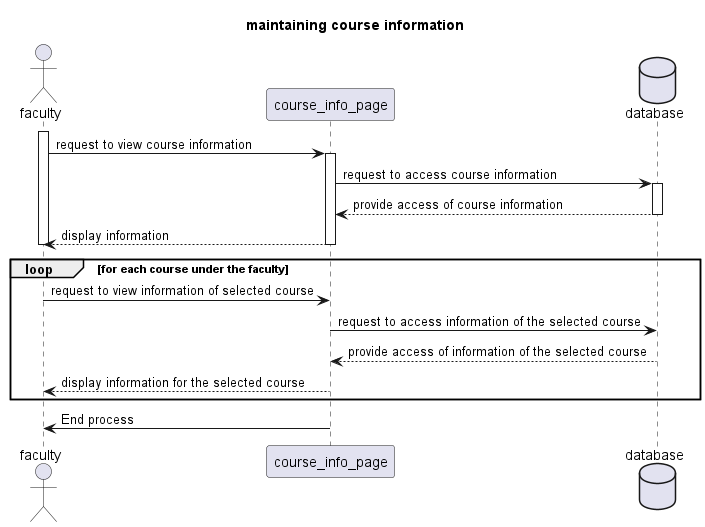 maintaining course information
faculty
course_info_page
database
request to view course information
request to access course information
provide access of course information
display information
loop [for each course under the faculty]
request to view information of selected course
request to access information of the selected course
provide access of information of the selected course
display information for the selected course
End process
faculty
course_info_page
database